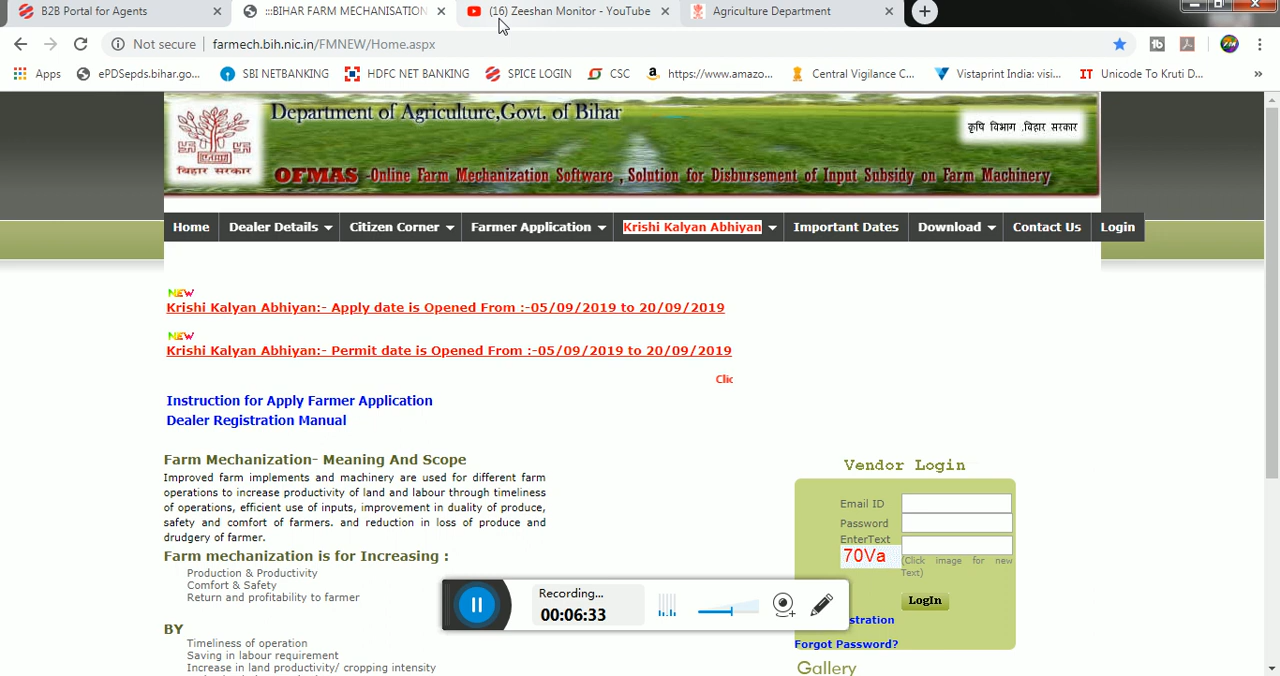 B2B Portal for Agents
:::BIHAR FARM MECHANISATION
(16) Zeeshan Monitor - YouTube
Agriculture Department
Not secure
farmech.bih.nic.in/FMNEW/Home.aspx
Apps
ePDSepds.bihar.go...
SBI NETBANKING
HDFC NET BANKING
SPICE LOGIN
CSC
https://www.amazo...
Central Vigilance C...
Vistaprint India: visi...
IT Unicode To Kruti D...
»
Department of Agriculture,Govt. of Bihar
कृषि विभाग ,बिहार सरकार
बिहार सरकार
OFMAS -Online Farm Mechanization Software , Solution for Disbursement of Input Subsidy on Farm Machinery
Home
Dealer Details
Citizen Corner
Farmer Application
Krishi Kalyan Abhiyan
Important Dates
Download
Contact Us
Login
NEW
Krishi Kalyan Abhiyan:- Apply date is Opened From :-05/09/2019 to 20/09/2019
NEW
Krishi Kalyan Abhiyan:- Permit date is Opened From :-05/09/2019 to 20/09/2019
Clic
Instruction for Apply Farmer Application
Dealer Registration Manual
Farm Mechanization- Meaning And Scope
Improved farm implements and machinery are used for different farm
operations to increase productivity of land and labour through timeliness
of operations, efficient use of inputs, improvement in duality of produce,
safety and comfort of farmers. and reduction in loss of produce and
drudgery of farmer.
Farm mechanization is for Increasing :
Production & Productivity
Comfort & Safety
Return and profitability to farmer
BY
Timeliness of operation
Saving in labour requirement
Increase in land productivity/ cropping intensity
Vendor Login
Email ID
Password
EnterText
70Va
(Click image for new
Text)
LogIn
stration
Forgot Password?
Gallery
Recording...
00:06:33